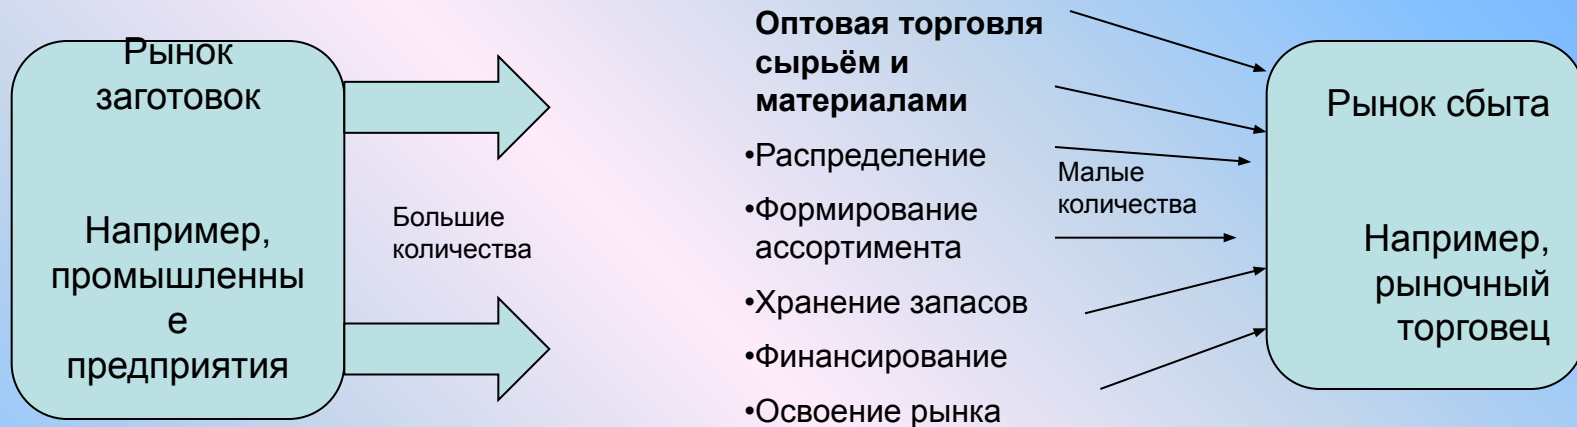 Рынок
заготовок
Например,
промышленны
е
предприятия
Большие
количества
Оптовая торговля
сырьём и
материалами
•Распределение
•Формирование
ассортимента
•Хранение запасов
•Финансирование
•Освоение рынка
Малые
количества
Рынок сбыта
Например,
рыночный
торговец